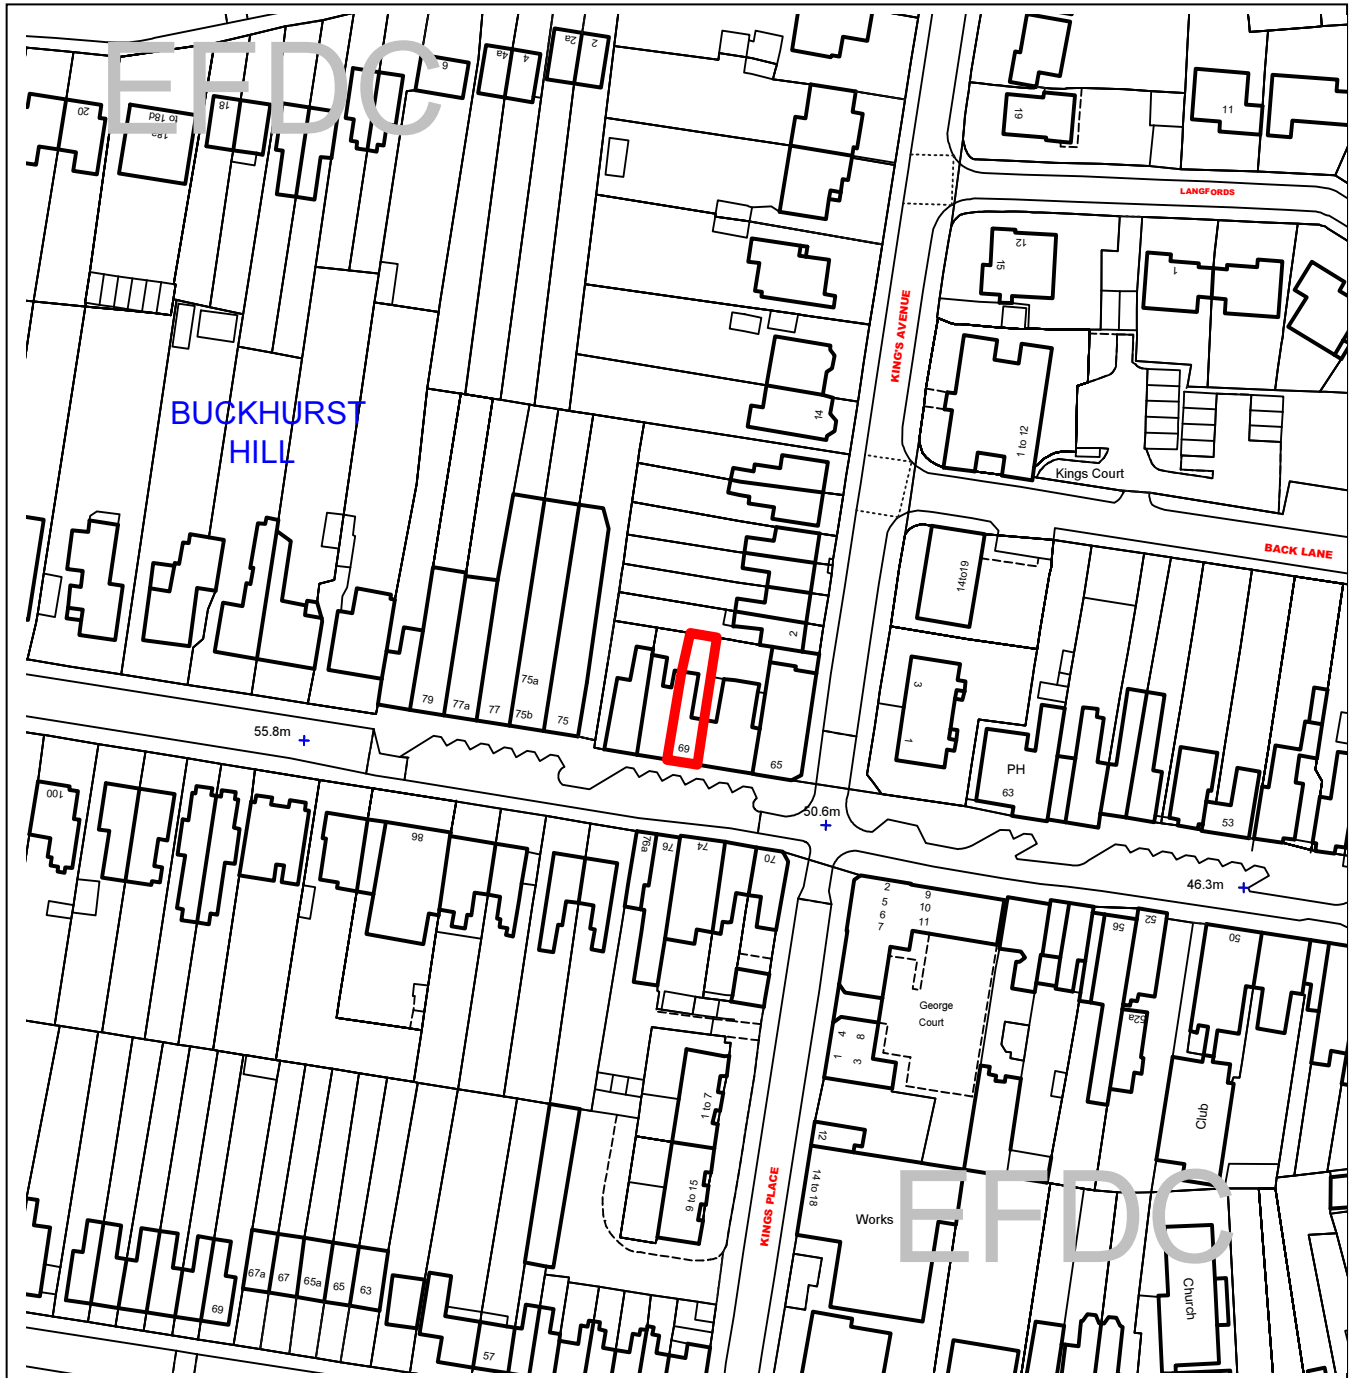 EFDC
20
18a
to 18d
18
6
4a
4
2a
2
19
11
LANGFORDS
12
15
1
KING'S AVENUE
BUCKHURST
HILL
14
1 to 12
Kings Court
BACK LANE
14to19
2
3
1
79
77a
77
75a
75b
75
69
65
PH
63
53
55.8m
50.6m
46.3m
100
86
76a
76
74
70
2
5
6
7
9
10
11
56
52
50
52a
George
Court
4
8
1
3
Club
1 to 7
9 to 15
12
14 to 18
KINGS PLACE
Works
EFDC
Church
67a
67
65a
65
63
69
57